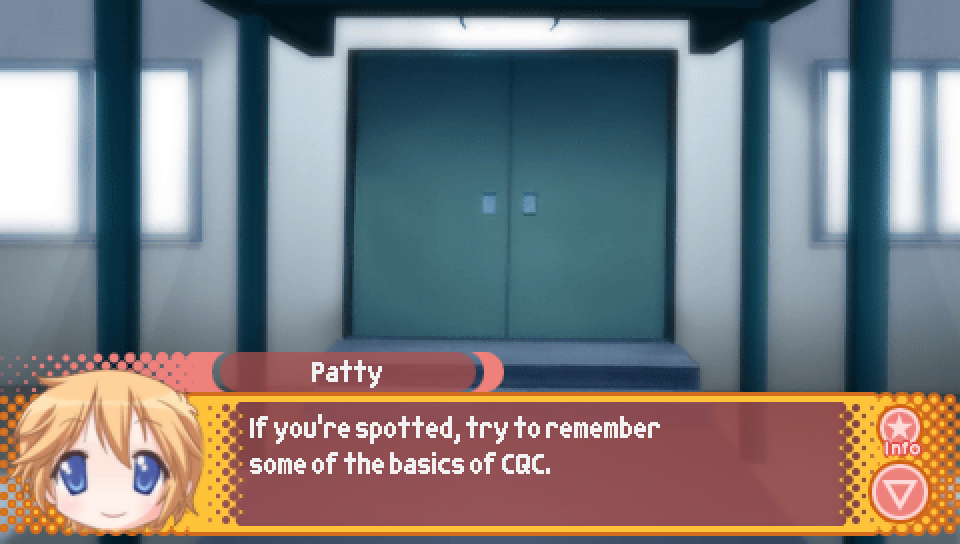 Patty
If you're spotted, try to remember
some of the basics of CQC.
Info